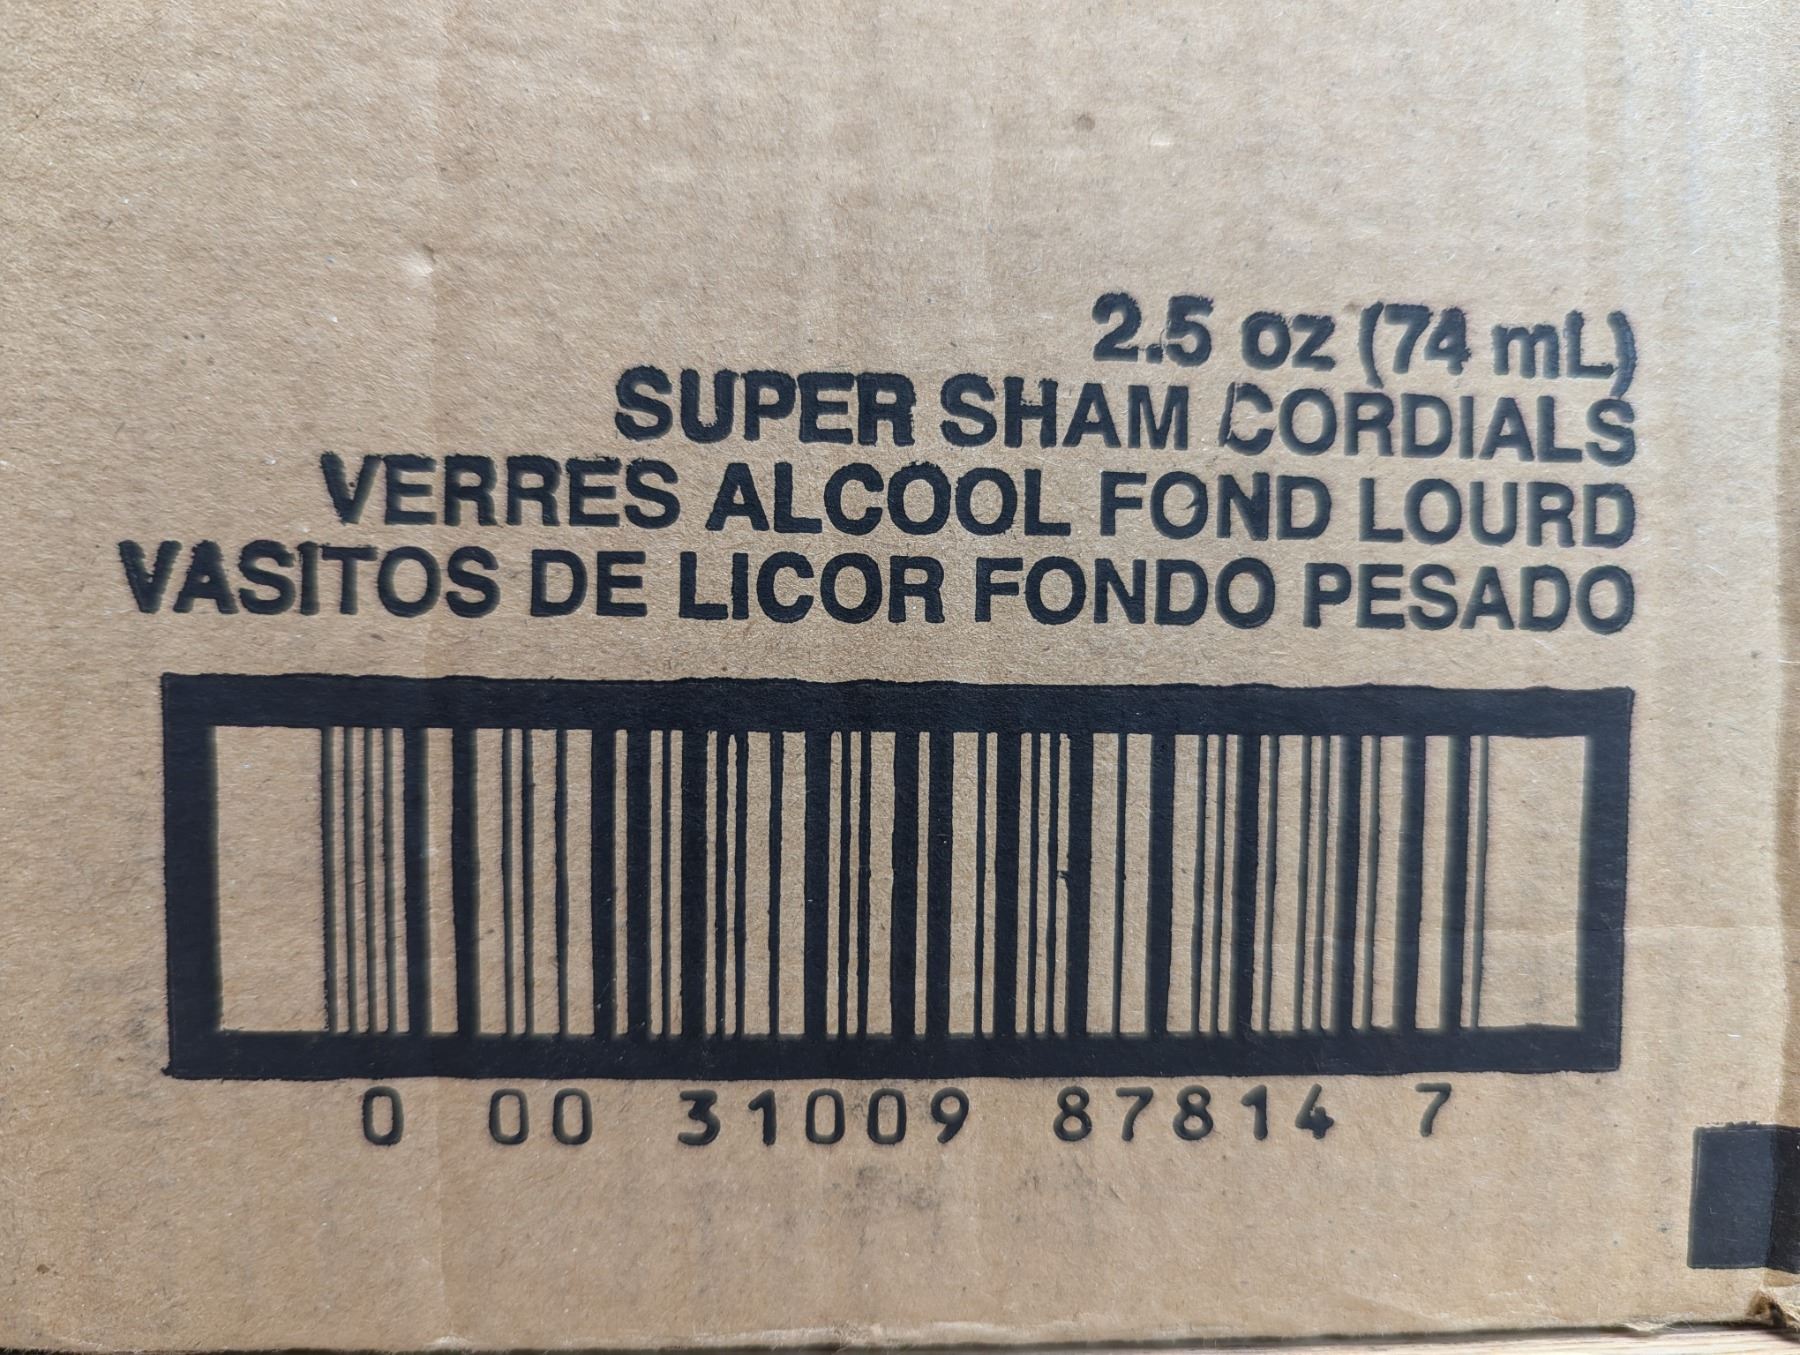 2.5 oz (74 mL)
SUPER SHAM CORDIALS
VERRES ALCOOL FOND LOURD
VASITOS DE LICOR FONDO PESADO
0 00 31009 87814 7